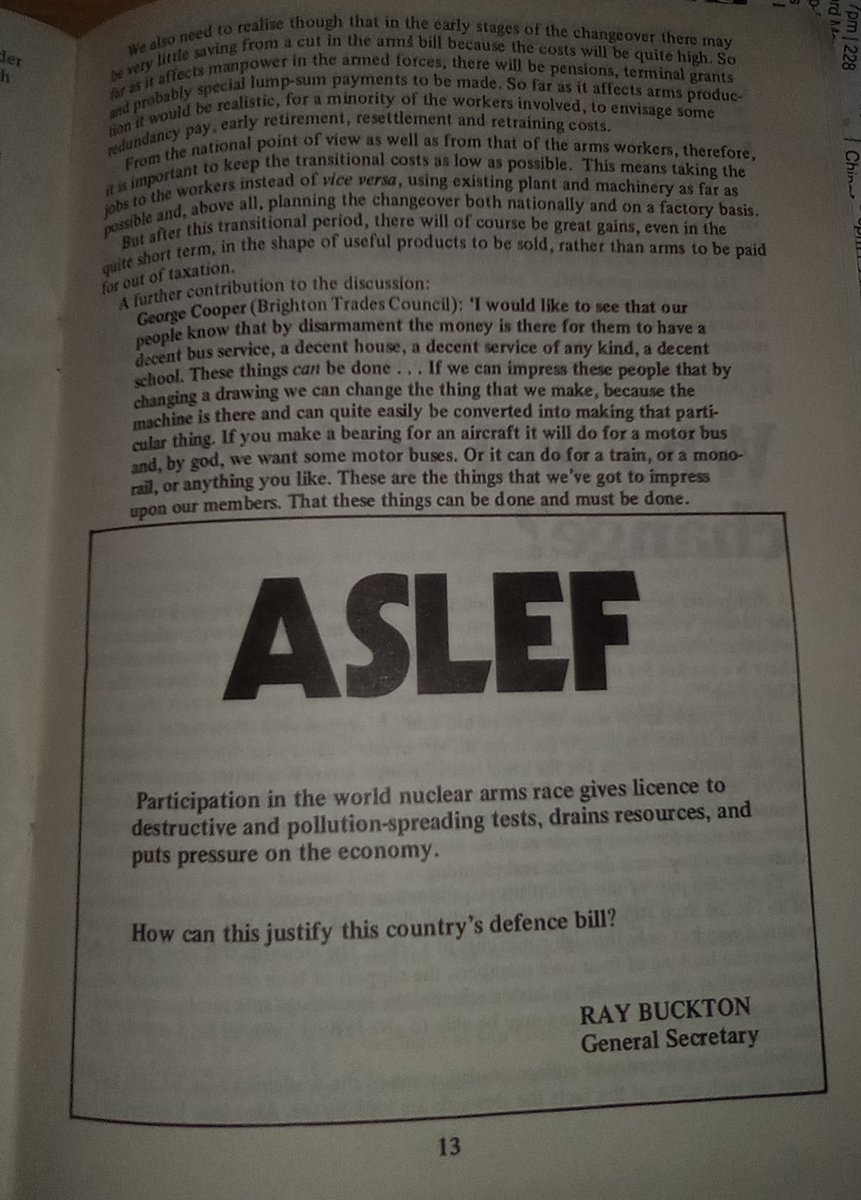 We also need to realise though that in the early stages of the changeover there may
be very little saving from a cut in the arms bill because the costs will be quite high. So
far as it affects manpower in the armed forces, there will be pensions, terminal grants
and probably special lump-sum payments to be made. So far as it affects arms produc-
tion it would be realistic, for a minority of the workers involved, to envisage some
redundancy pay, early retirement, resettlement and retraining costs.
From the national point of view as well as from that of the arms workers, therefore,
it is important to keep the transitional costs as low as possible. This means taking the
jobs to the workers instead of vice versa, using existing plant and machinery as far as
possible and, above all, planning the changeover both nationally and on a factory basis.
But after this transitional period, there will of course be great gains, even in the
quite short term, in the shape of useful products to be sold, rather than arms to be paid
for out of taxation.
A further contribution to the discussion:
George Cooper (Brighton Trades Council): 'I would like to see that our
people know that by disarmament the money is there for them to have a
decent bus service, a decent house, a decent service of any kind, a decent
school. These things can be done . . . If we can impress these people that by
changing a drawing we can change the thing that we make, because the
machine is there and can quite easily be converted into making that parti-
cular thing. If you make a bearing for an aircraft it will do for a motor bus
and, by god, we want some motor buses. Or it can do for a train, or a mono-
rail, or anything you like. These are the things that we've got to impress
upon our members. That these things can be done and must be done.
ASLEF
Participation in the world nuclear arms race gives licence to
destructive and pollution-spreading tests, drains resources, and
puts pressure on the economy.
How can this justify this country's defence bill?
RAY BUCKTON
General Secretary
13
7pm | 228